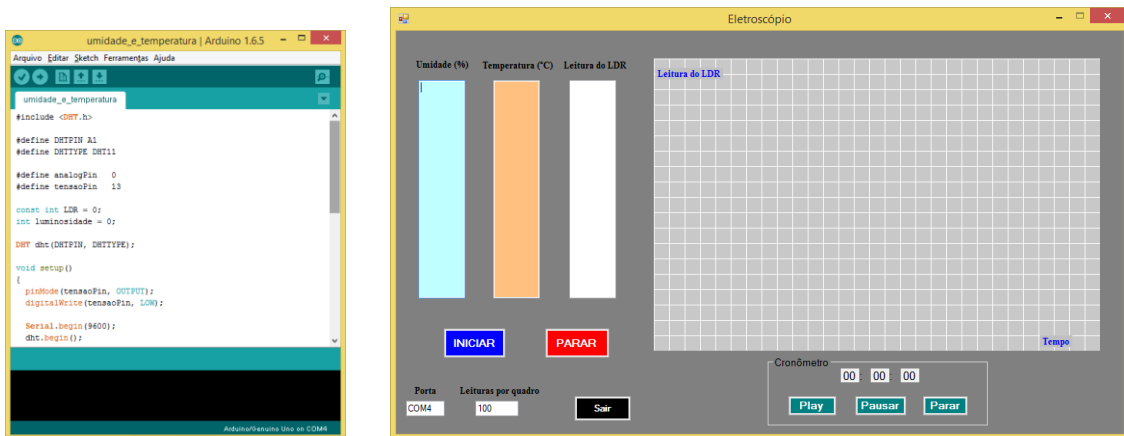 umidade_e_temperatura | Arduino 1.6.5
Arquivo Editar Sketch Ferramentas Ajuda
umidade_e_temperatura
#include <DHT.h>
#define DHTPIN A1
#define DHTTYPE DHT11
#define analogPin 0
#define tensaoPin 13
const int LDR = 0;
int luminosidade = 0;
DHT dht(DHTPIN, DHTTYPE);
void setup()
{
pinMode(tensaoPin, OUTPUT);
digitalWrite(tensaoPin, LOW);
Serial.begin(9600);
dht.begin();
Arduino/Genuino Uno on COM4
Eletroscópio
Umidade (%) Temperatura (°C) Leitura do LDR
Leitura do LDR
Tempo
INICIAR PARAR
Cronômetro
00 : 00 : 00
Play Pausar Parar
Porta Leituras por quadro
COM4 100 Sair